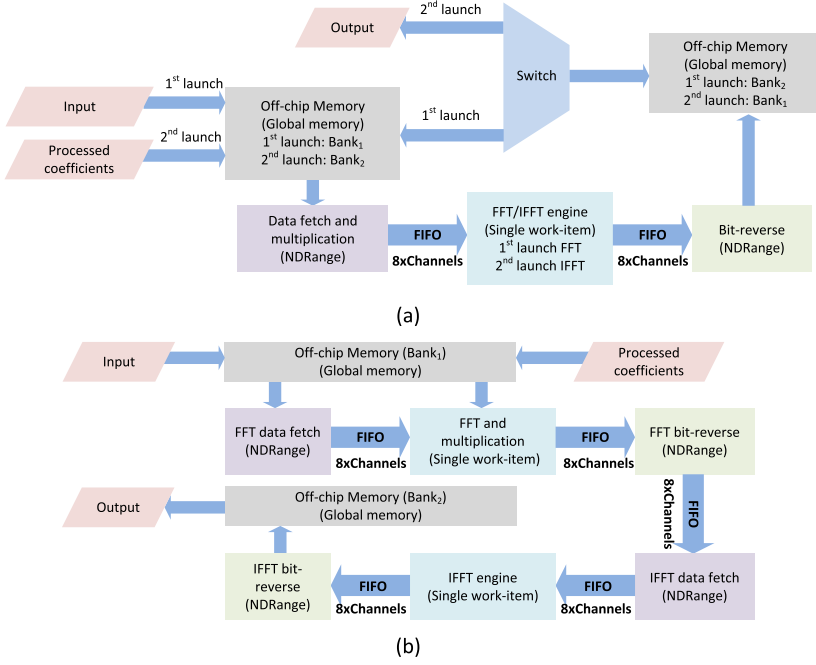 2nd launch
Output
Switch
Off-chip Memory
(Global memory)
1st launch: Bank2
2nd launch: Bank1
1st launch
Input
Off-chip Memory
(Global memory)
1st launch: Bank1
2nd launch: Bank2
1st launch
2nd launch
Processed
coefficients
Data fetch and
multiplication
(NDRange)
FIFO
8xChannels
FFT/IFFT engine
(Single work-item)
1st launch FFT
2nd launch IFFT
FIFO
8xChannels
Bit-reverse
(NDRange)
(a)
Input
Off-chip Memory (Bank1)
(Global memory)
Processed
coefficients
FFT data fetch
(NDRange)
FIFO
8xChannels
FFT and
multiplication
(Single work-item)
FIFO
8xChannels
FFT bit-reverse
(NDRange)
8xChannels
FIFO
Output
Off-chip Memory (Bank2)
(Global memory)
IFFT bit-
reverse
(NDRange)
FIFO
8xChannels
IFFT engine
(Single work-item)
FIFO
8xChannels
IFFT data fetch
(NDRange)
(b)